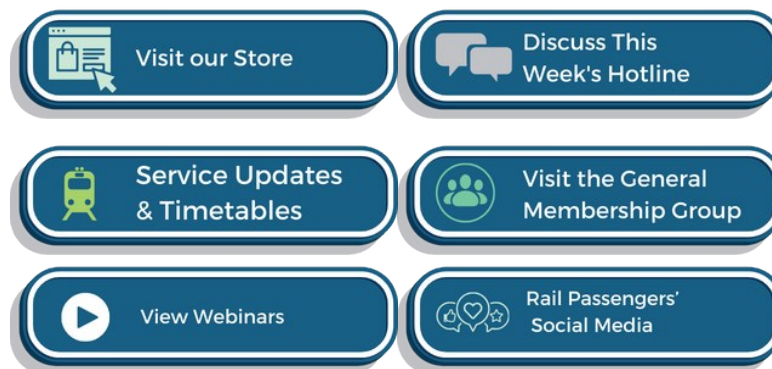 Visit our Store
Discuss This
Week's Hotline
Service Updates
& Timetables
Visit the General
Membership Group
View Webinars
Rail Passengers’
Social Media